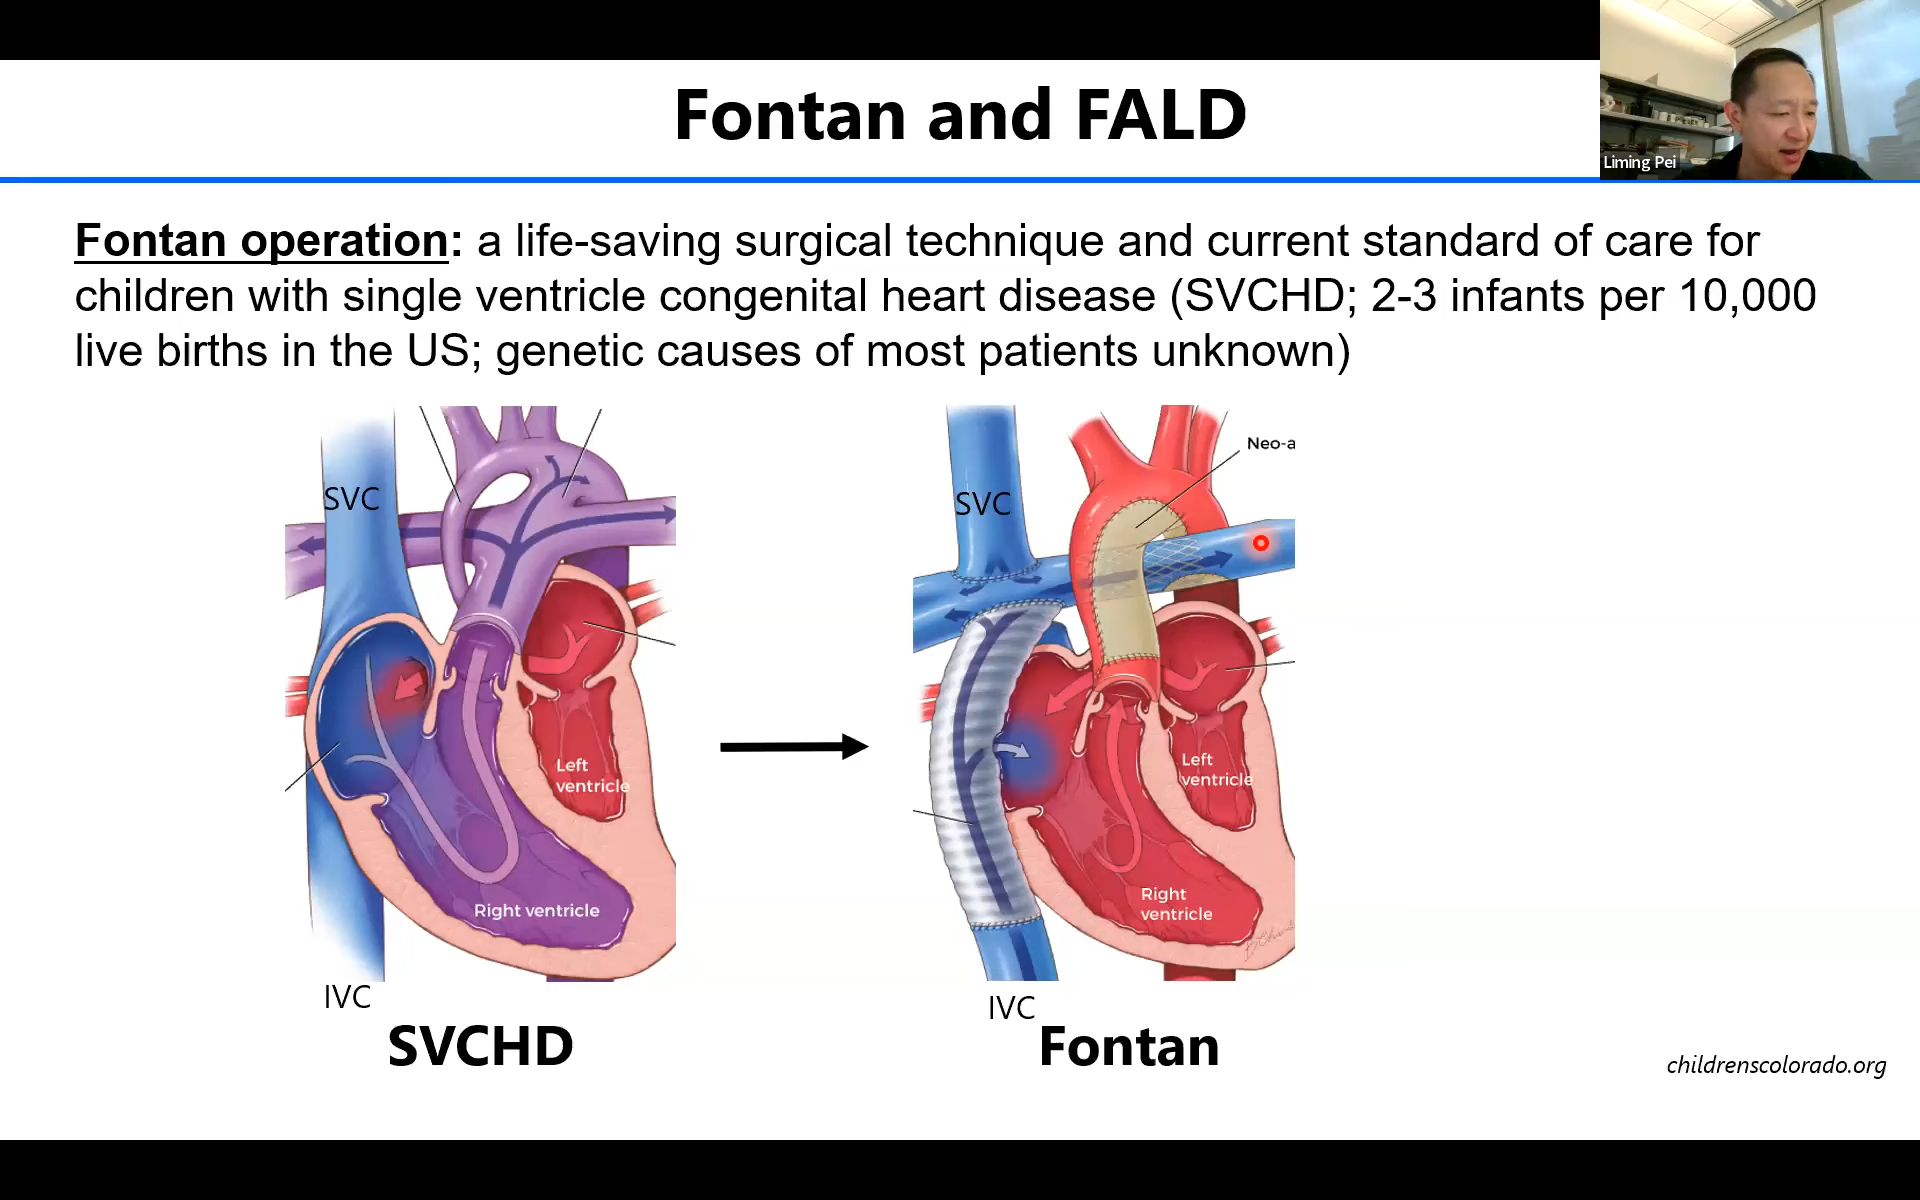 Fontan and FALD
Liming Pei
Fontan operation: a life-saving surgical technique and current standard of care for
children with single ventricle congenital heart disease (SVCHD; 2-3 infants per 10,000
live births in the US; genetic causes of most patients unknown)
SVC
Left
ventricle
Right ventricle
IVC
SVCHD
Neo-a
SVC
Left
ventricle
Right
ventricle
IVC
Fontan
childrenscolorado.org